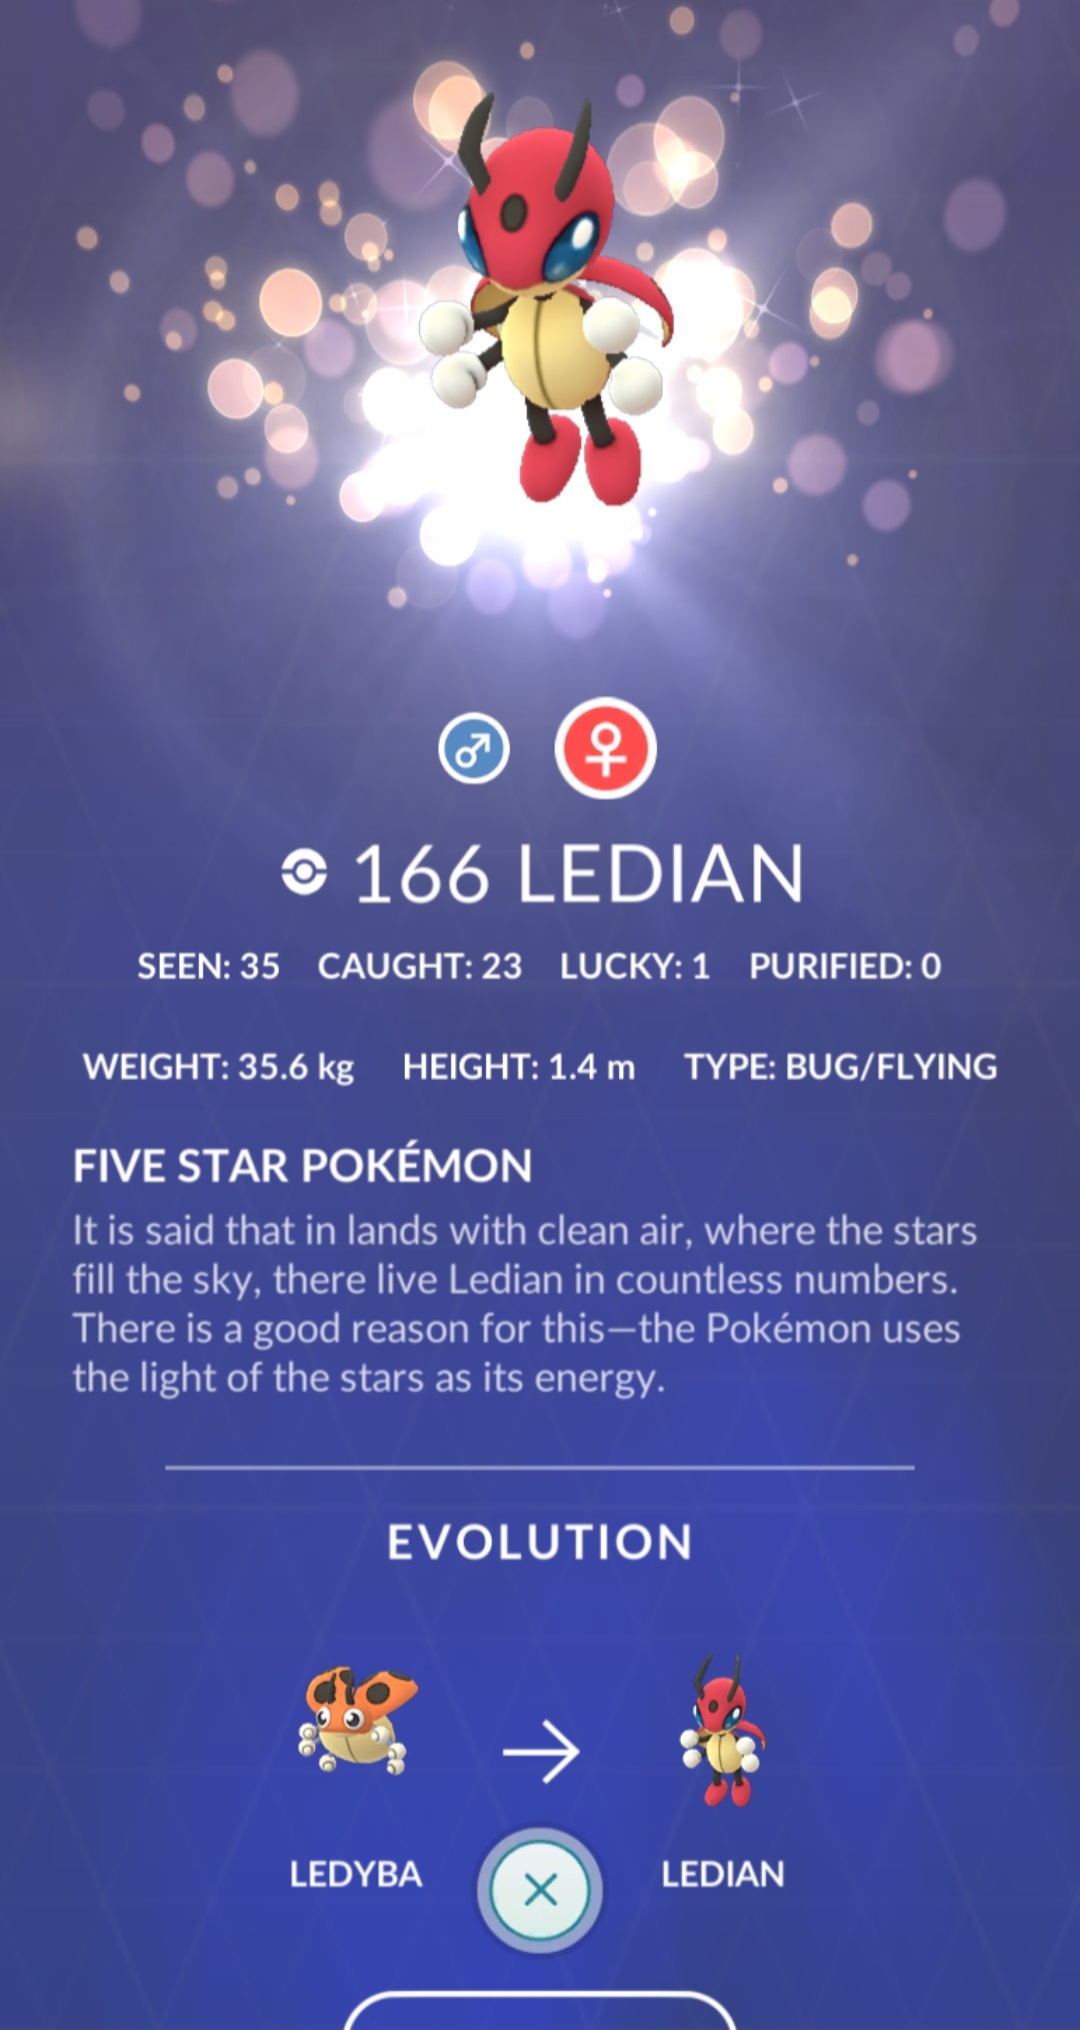 166 LEDIAN
SEEN: 35 CAUGHT: 23 LUCKY: 1 PURIFIED: 0
WEIGHT: 35.6 kg HEIGHT: 1.4 m TYPE: BUG/FLYING
FIVE STAR POKÉMON
It is said that in lands with clean air, where the stars
fill the sky, there live Ledian in countless numbers.
There is a good reason for this—the Pokémon uses
the light of the stars as its energy.
EVOLUTION
LEDYBA LEDIAN